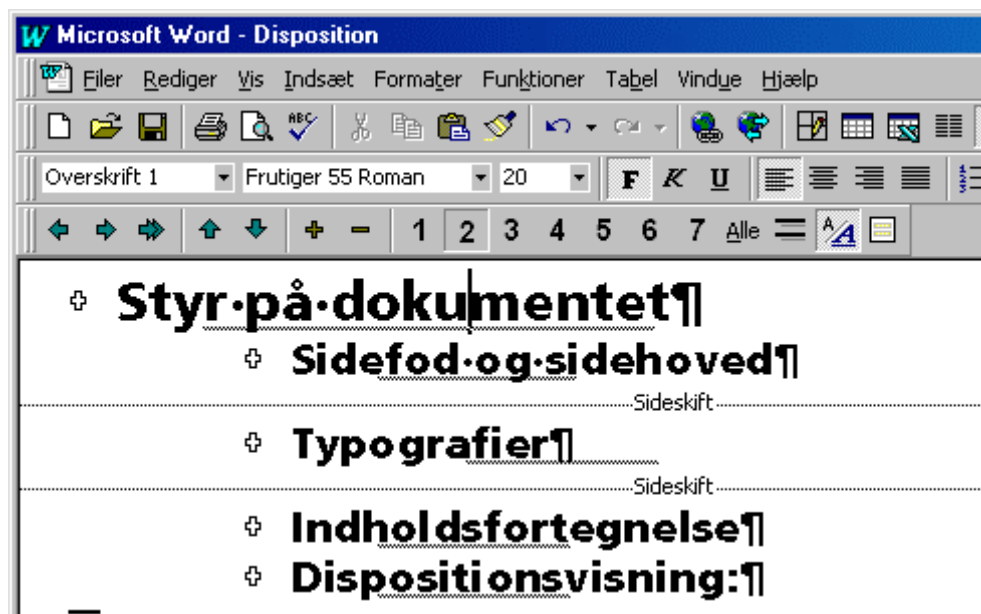 Microsoft Word - Disposition
Filer Rediger Vis Indsæt Formater Funktioner Tabel Vindue Hjælp
ABC
Overskrift 1 Frutiger 55 Roman 20 F K U
1 2 3 4 5 6 7 Alle
Styr·på·dokumentet¶
Sidefod·og·sidehoved¶
Sideskift
Typografier¶
Sideskift
Indholdsfortegnelse¶
Dispositionsvisning:¶